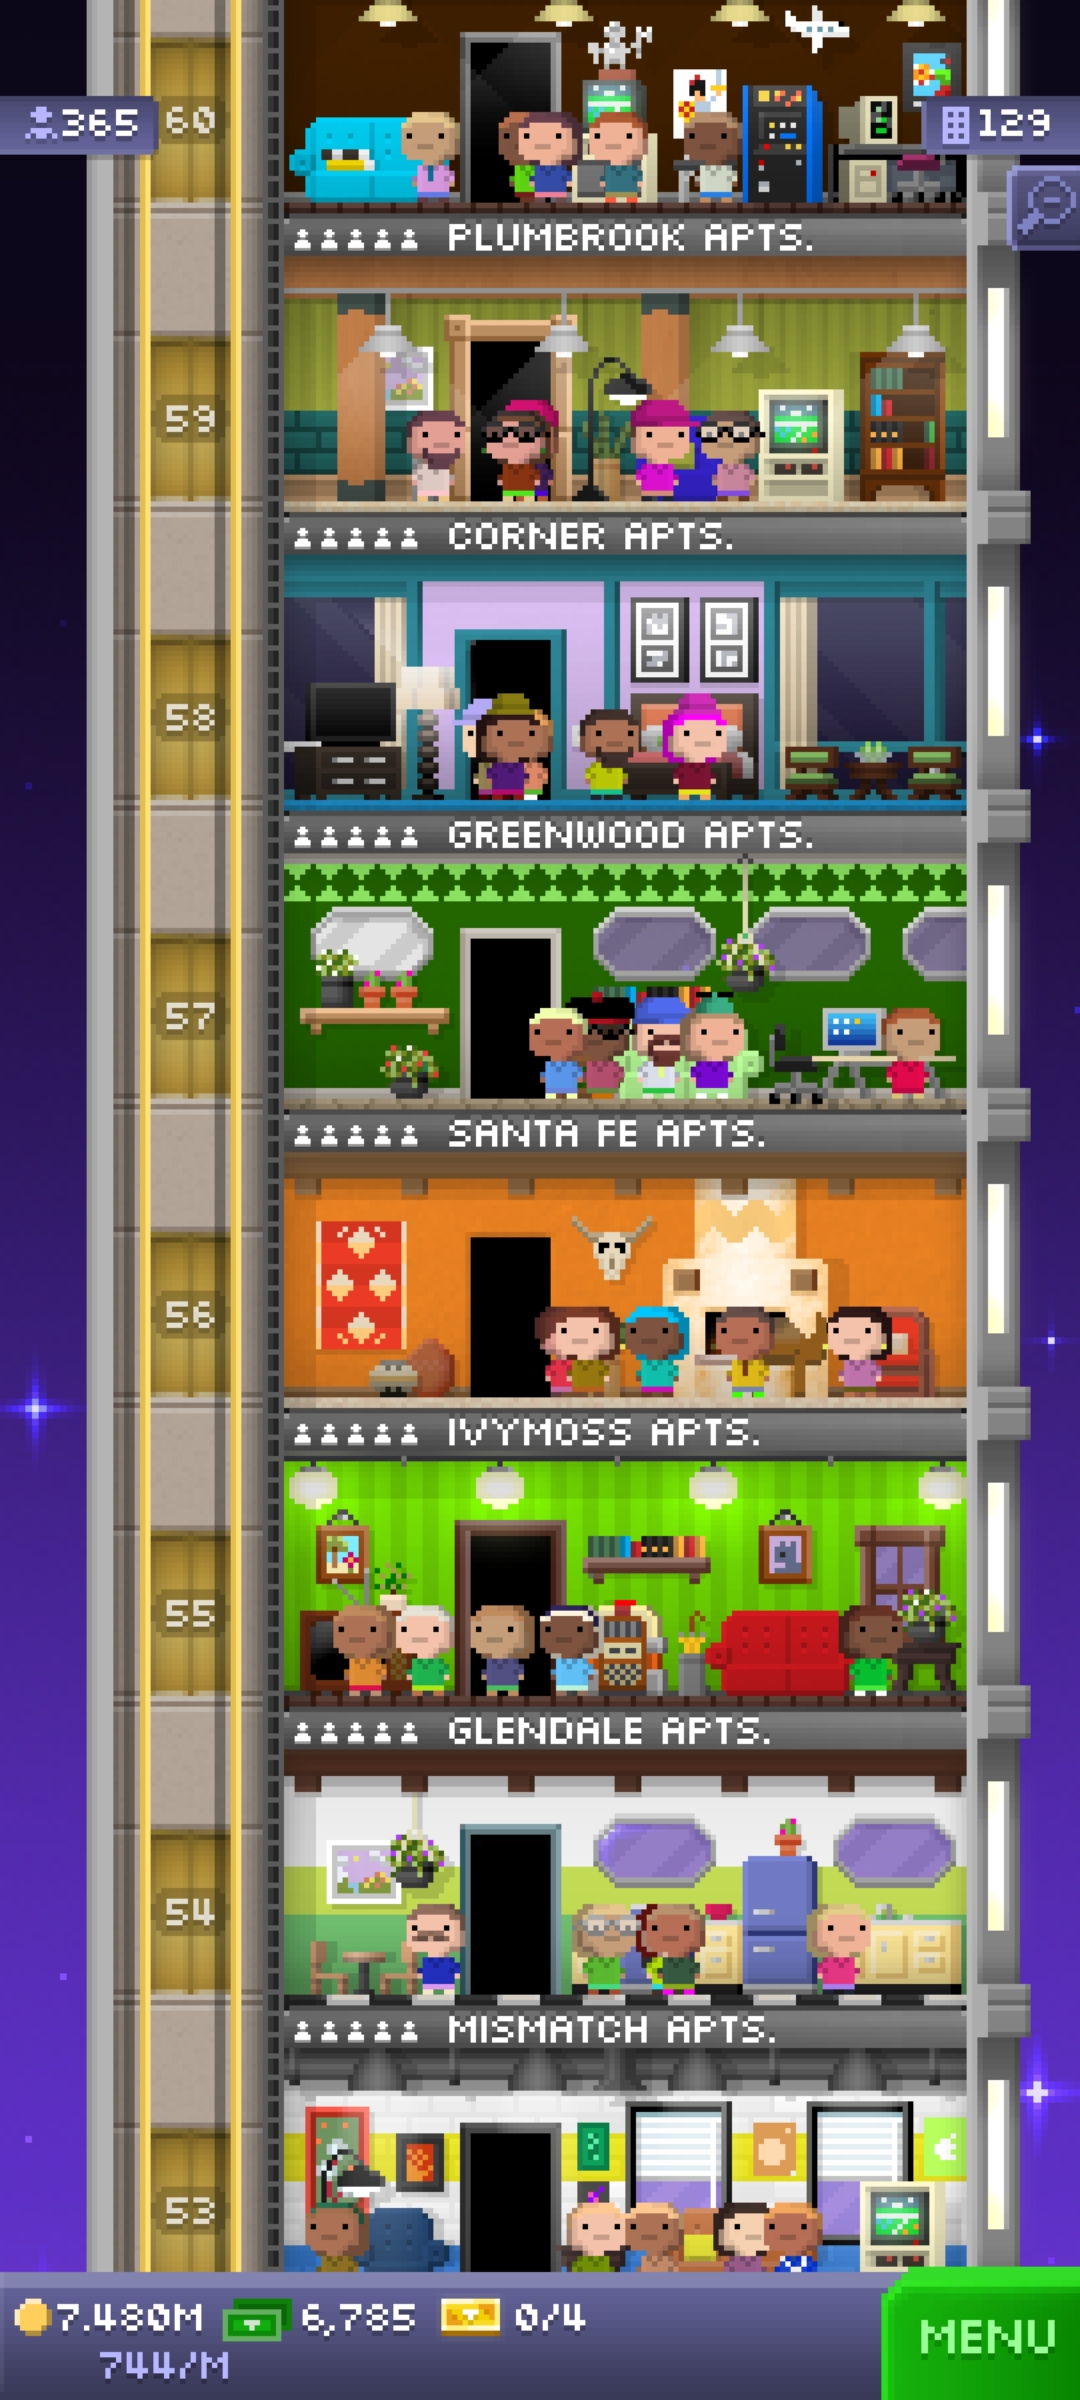 365
60
129
PLUMBROOK APTS.
59
CORNER APTS.
58
GREENWOOD APTS.
57
SANTA FE APTS.
56
IVYMOSS APTS.
55
GLENDALE APTS.
54
MISMATCH APTS.
53
7.480M 6,785 0/4
744/M
MENU